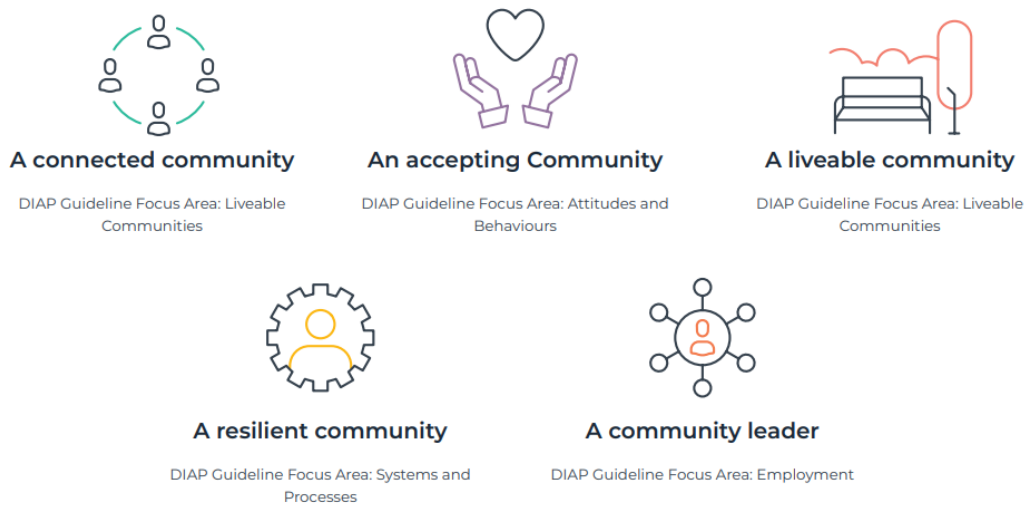 A connected community
An accepting Community
A liveable community
DIAP Guideline Focus Area: Liveable
Communities
DIAP Guideline Focus Area: Attitudes and
Behaviours
DIAP Guideline Focus Area: Liveable
Communities
A resilient community
A community leader
DIAP Guideline Focus Area: Systems and
Processes
DIAP Guideline Focus Area: Employment